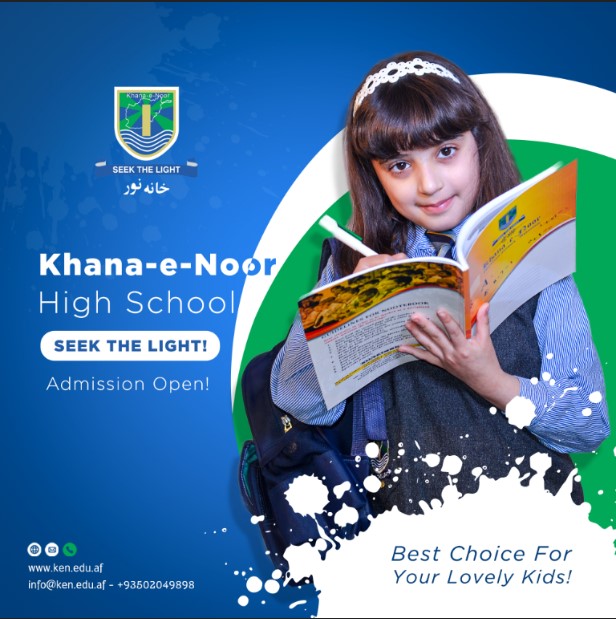 Khana-e-Noor
SEEK THE LIGHT
خانه نور
Khana-e-Noor
High School
SEEK THE LIGHT!
Admission Open!
www.ken.edu.af
info@ken.edu.af - +93502049898
Best Choice For
Your Lovely Kids!